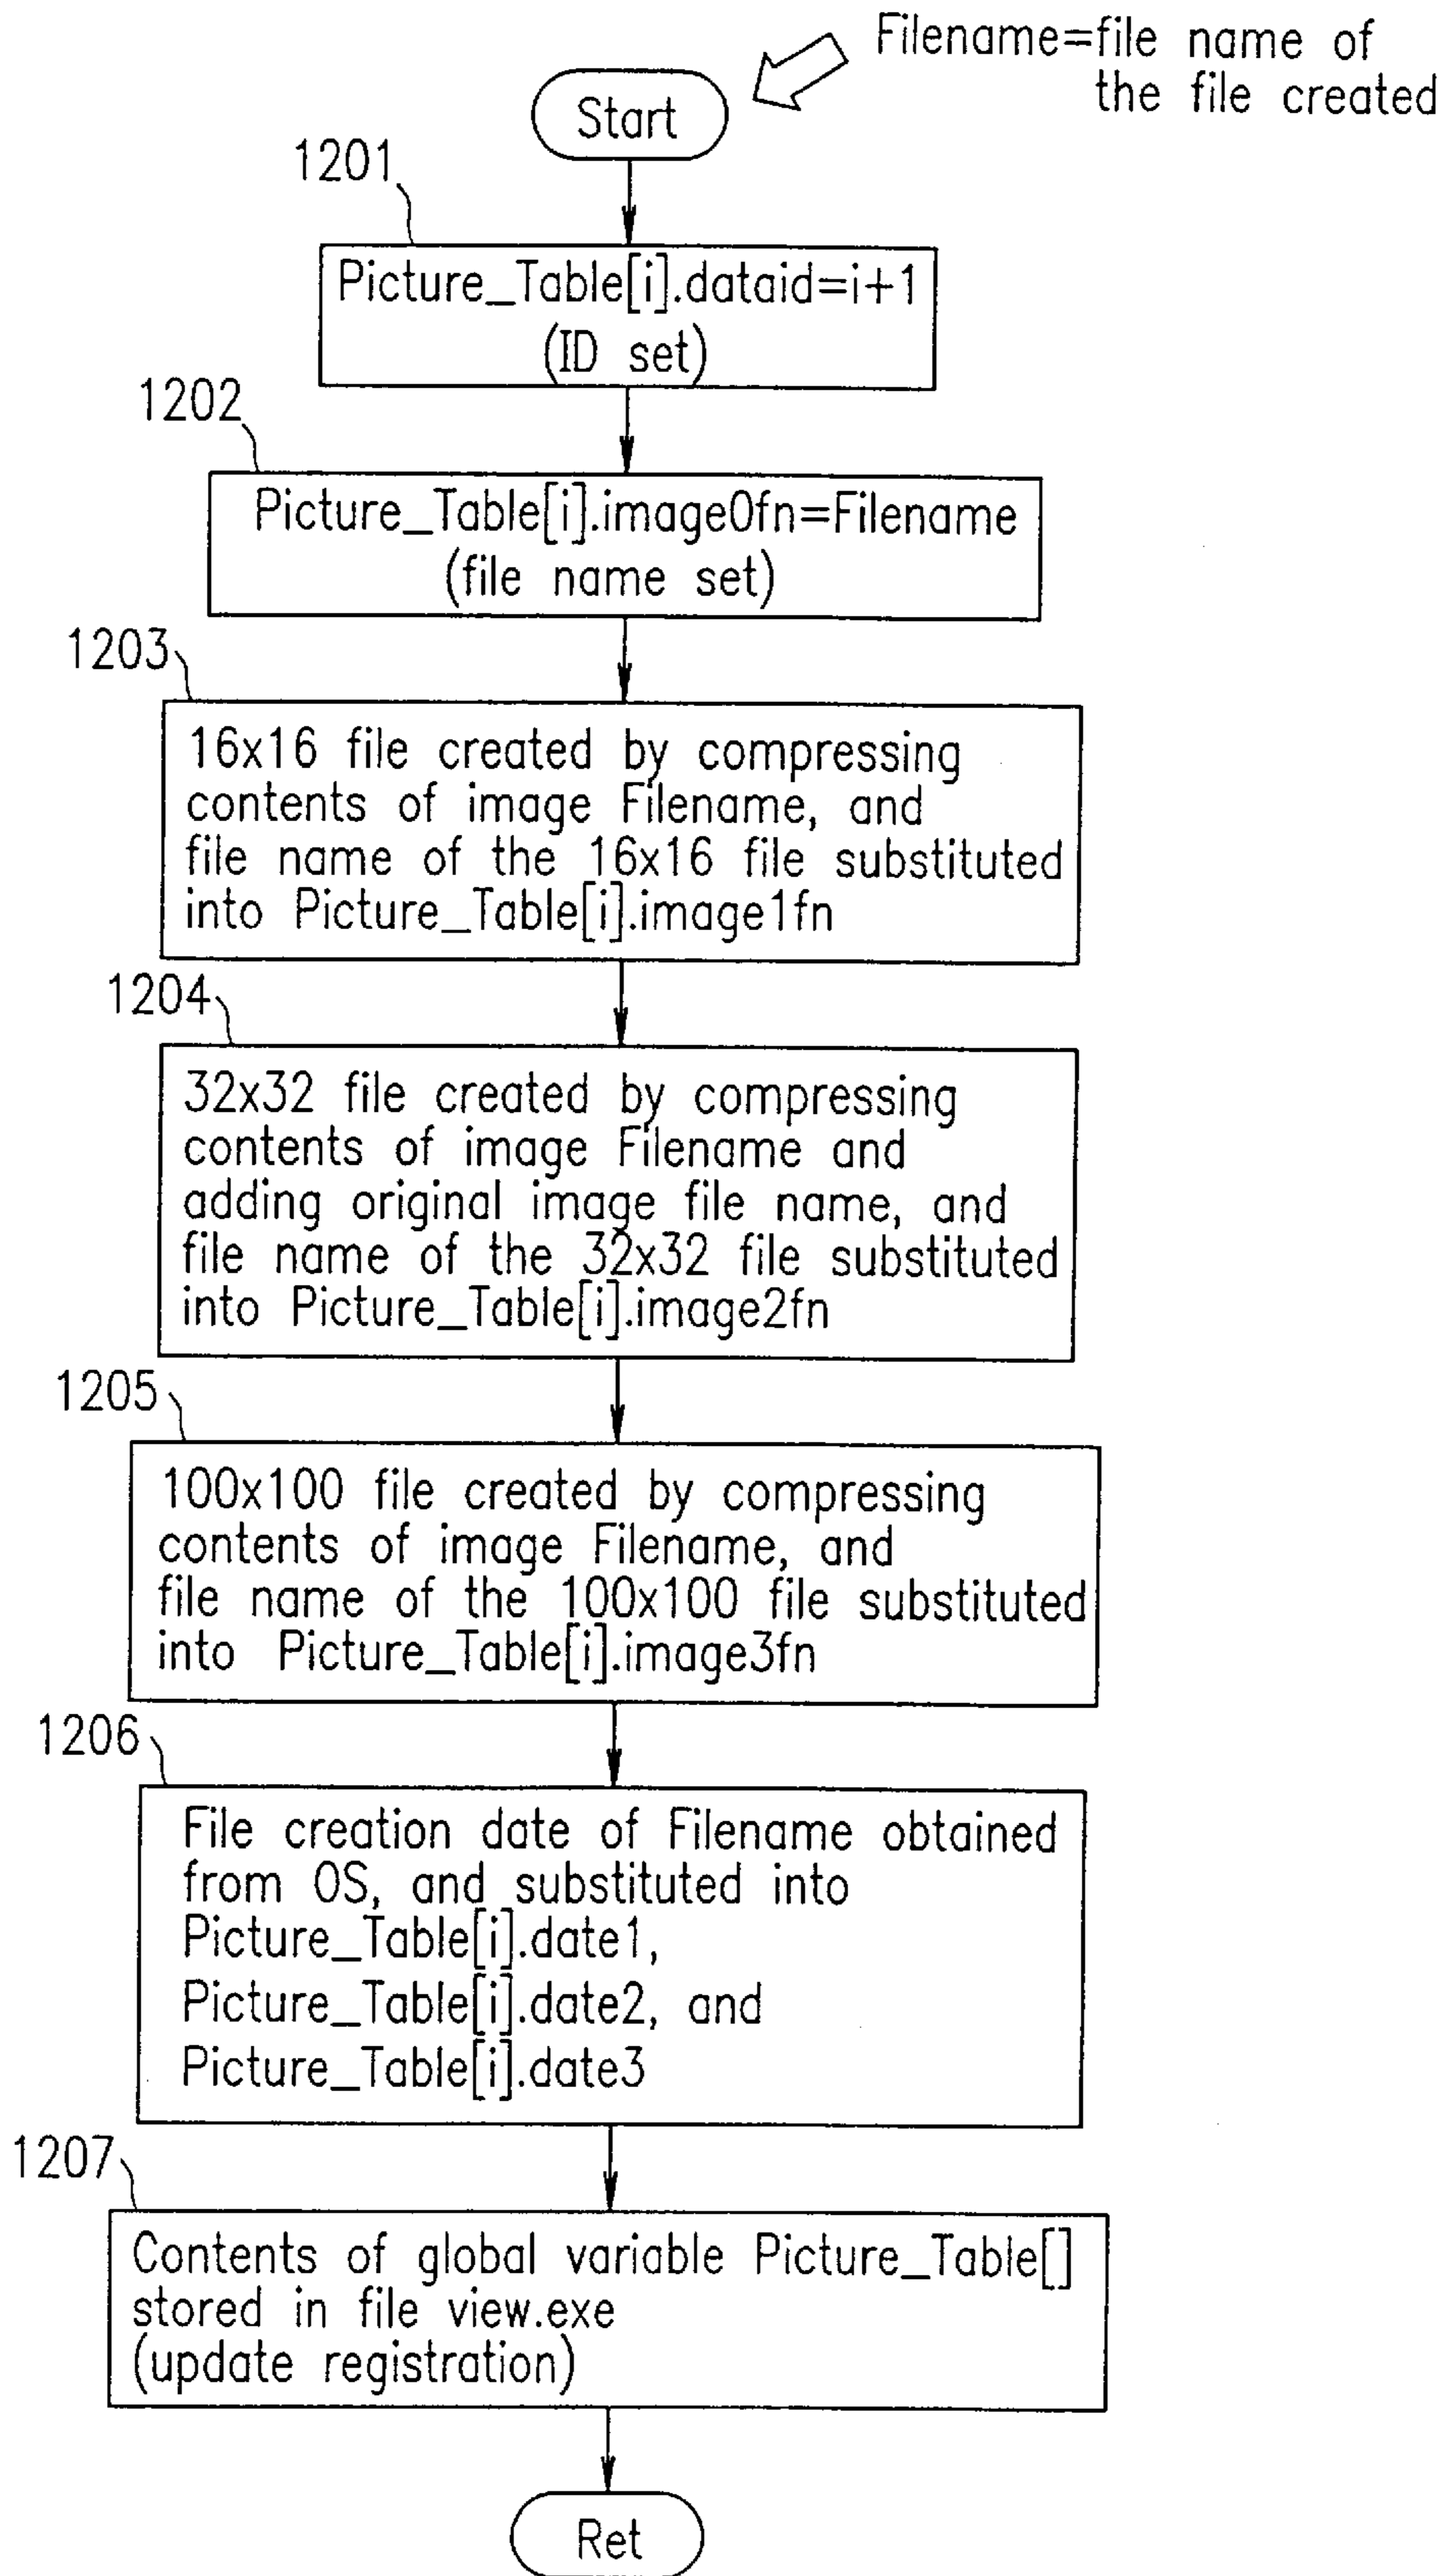 Filename=file name of
the file created
Start
1201
Picture_Table[i].dataid=i+1
(ID set)
1202
Picture_Table[i].image0fn=Filename
(file name set)
1203
16x16 file created by compressing
contents of image Filename, and
file name of the 16x16 file substituted
into Picture_Table[i].image1fn
1204
32x32 file created by compressing
contents of image Filename and
adding original image file name, and
file name of the 32x32 file substituted
into Picture_Table[i].image2fn
1205
100x100 file created by compressing
contents of image Filename, and
file name of the 100x100 file substituted
into Picture_Table[i].image3fn
1206
File creation date of Filename obtained
from OS, and substituted into
Picture_Table[i].date1,
Picture_Table[i].date2, and
Picture_Table[i].date3
1207
Contents of global variable Picture_Table[]
stored in file view.exe
(update registration)
Ret